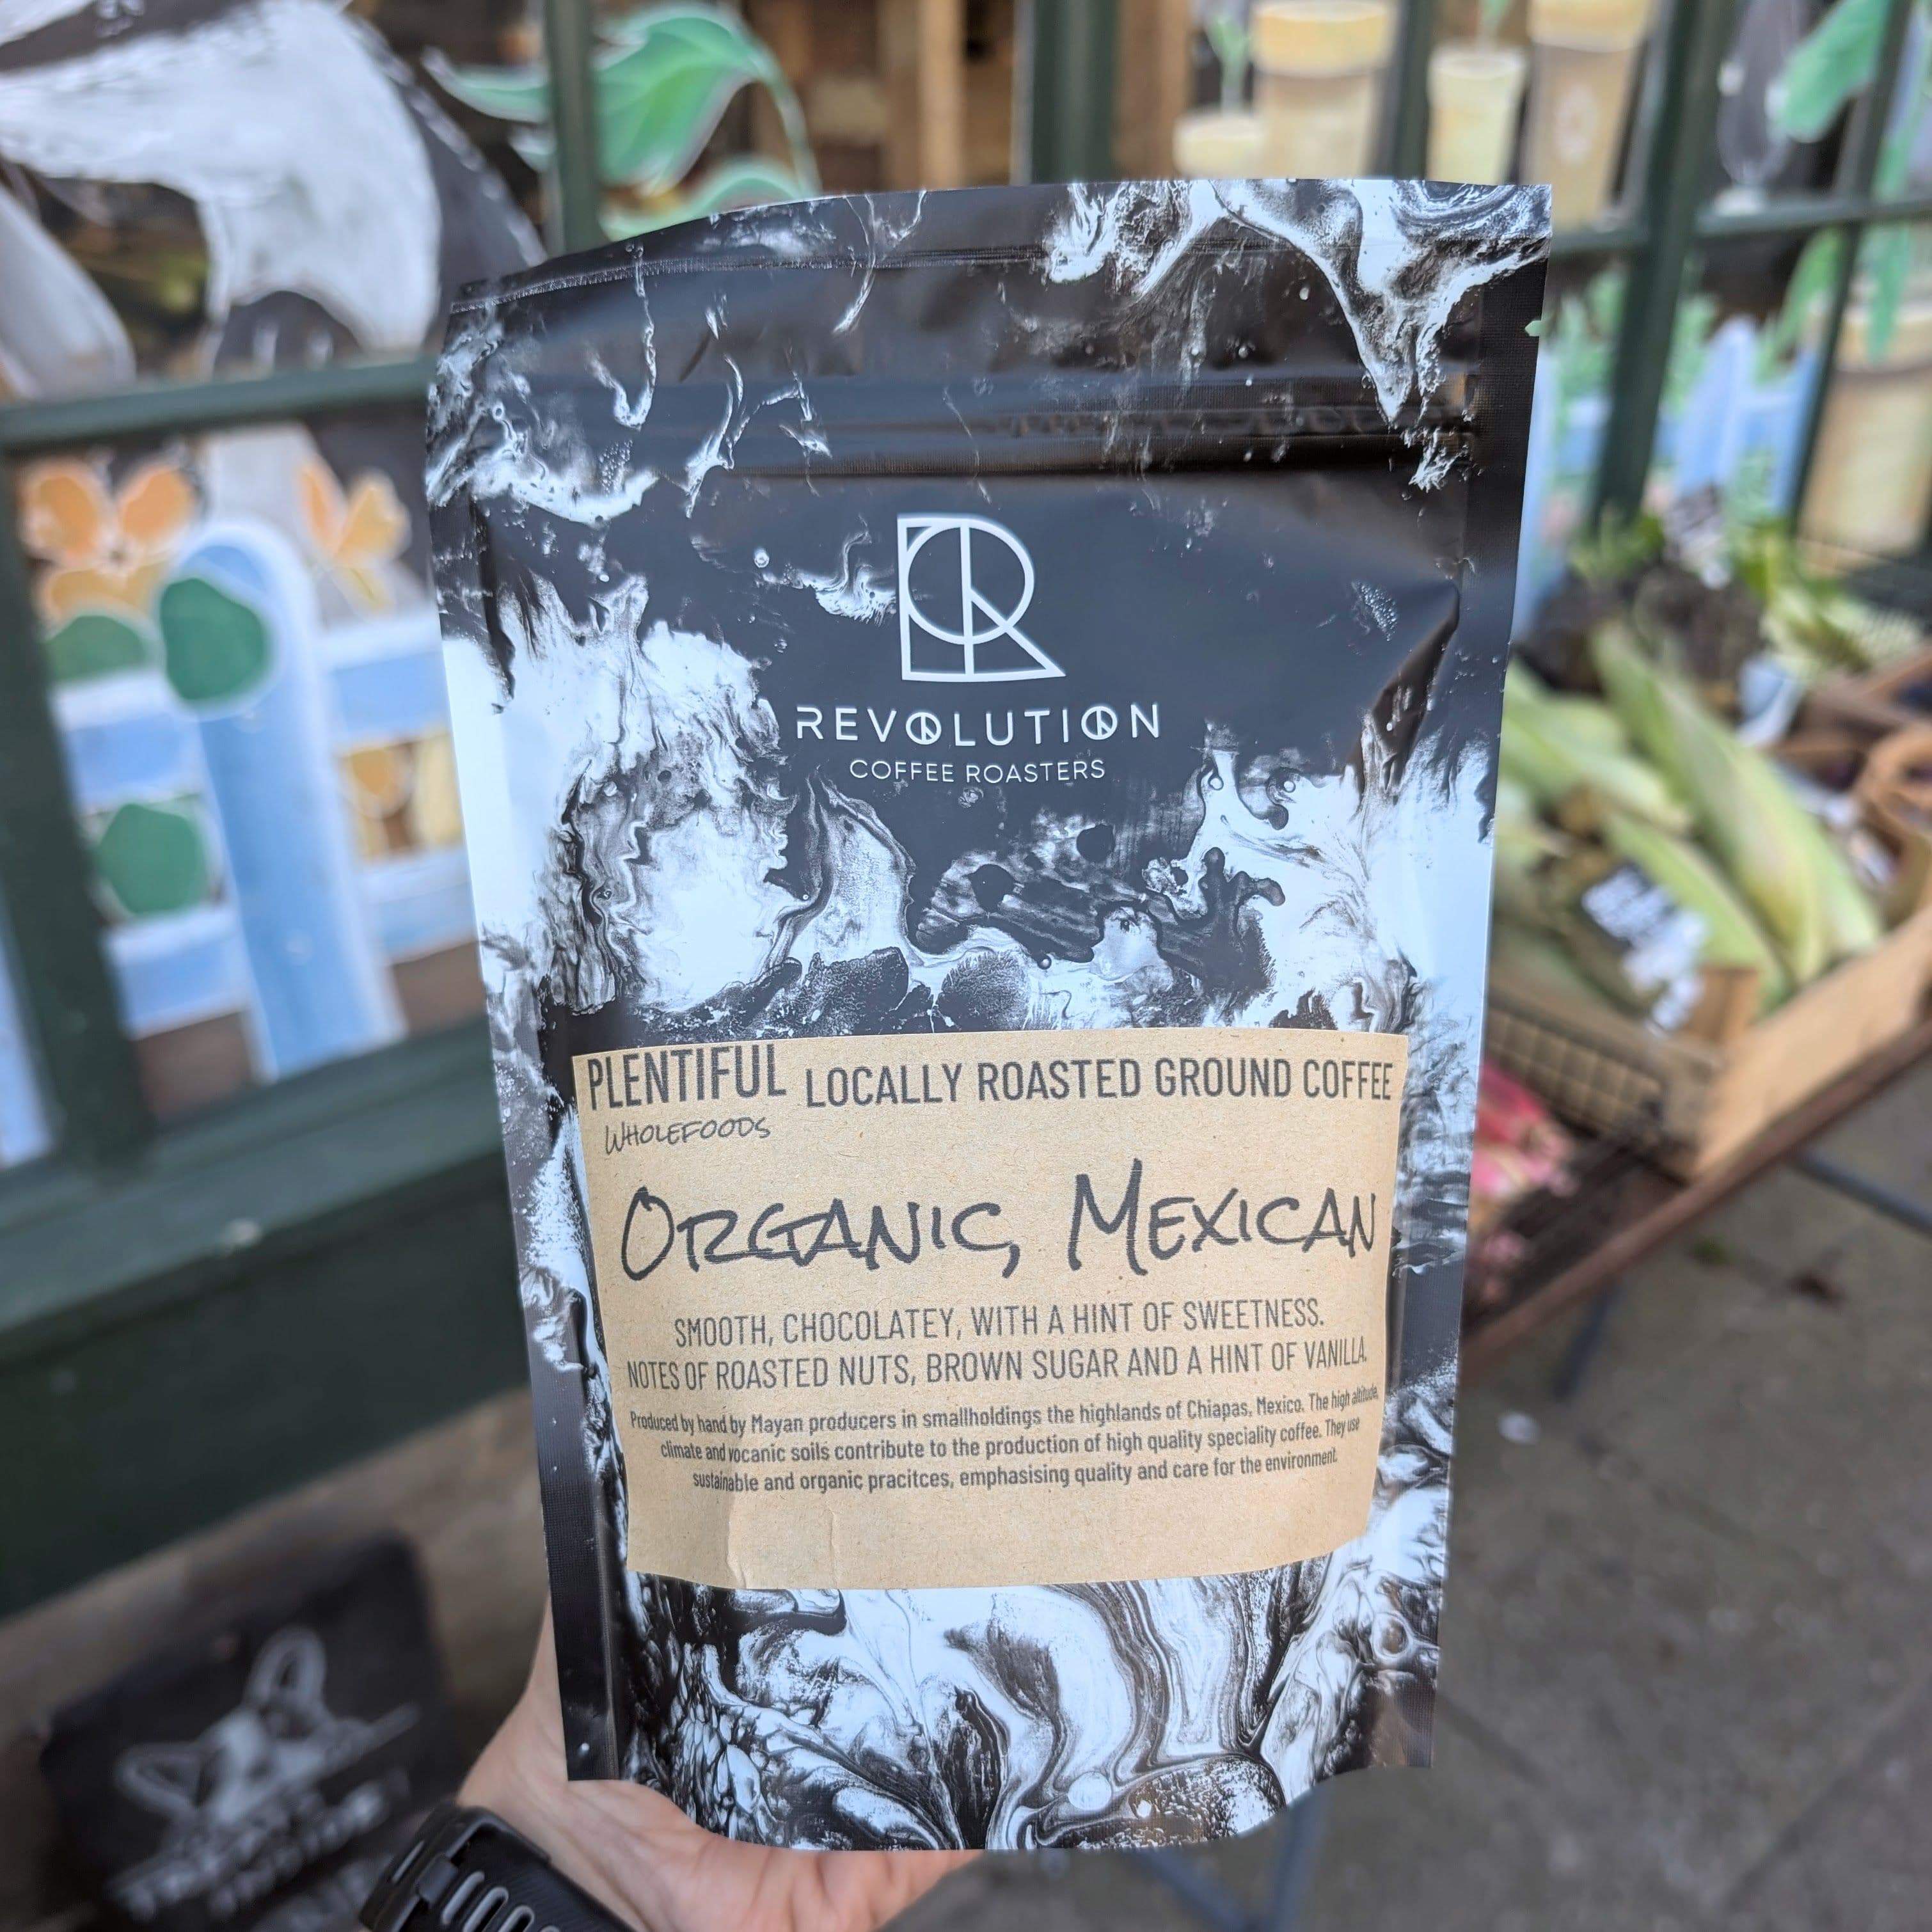 REVOLUTION
COFFEE ROASTERS
PLENTIFUL LOCALLY ROASTED GROUND COFFEE
WHOLEFOODS
ORGANIC, MEXICAN
SMOOTH, CHOCOLATEY, WITH A HINT OF SWEETNESS.
NOTES OF ROASTED NUTS, BROWN SUGAR AND A HINT OF VANILLA.
Produced by hand by Mayan producers in smallholdings the highlands of Chiapas, Mexico. The high altitude,
climate and vocanic soils contribute to the production of high quality speciality coffee. They use
sustainable and organic pracitces, emphasising quality and care for the environment.